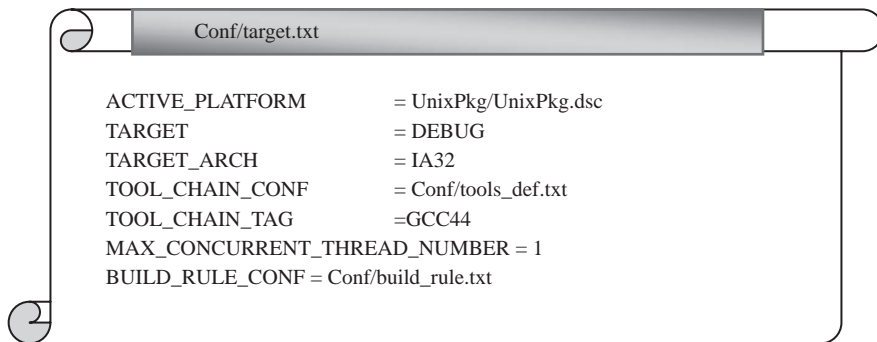 Conf/target.txt
ACTIVE_PLATFORM = UnixPkg/UnixPkg.dsc
TARGET = DEBUG
TARGET_ARCH = IA32
TOOL_CHAIN_CONF = Conf/tools_def.txt
TOOL_CHAIN_TAG =GCC44
MAX_CONCURRENT_THREAD_NUMBER = 1
BUILD_RULE_CONF = Conf/build_rule.txt